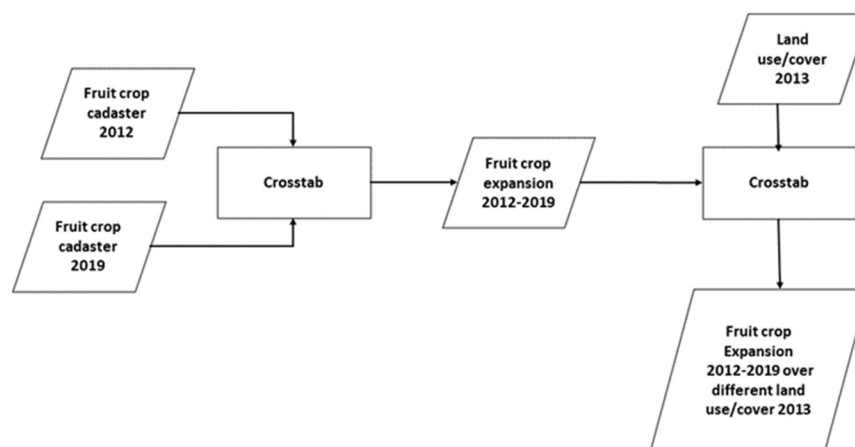 Fruit crop
cadaster
2012
Fruit crop
cadaster
2019
Crosstab
Fruit crop
expansion
2012-2019
Land
use/cover
2013
Crosstab
Fruit crop
Expansion
2012-2019 over
different land
use/cover 2013